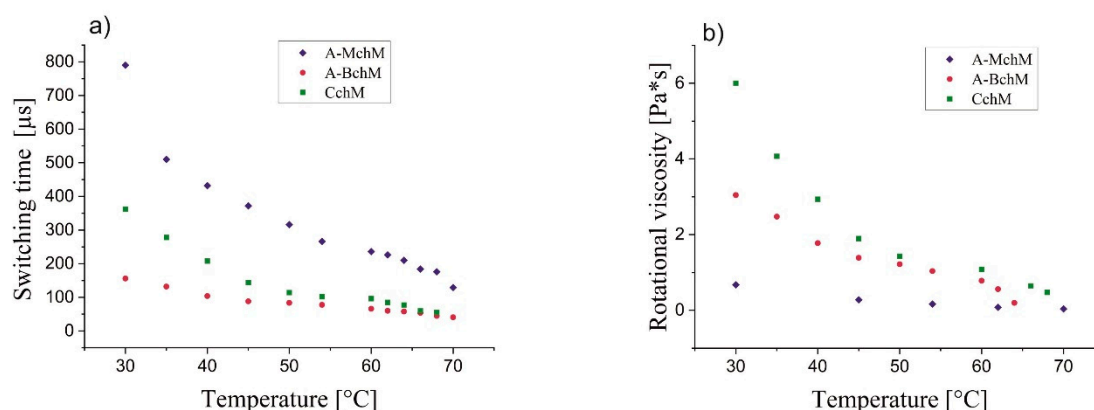 a)
A-MchM
A-BchM
CchM
Switching time [µs]
800
700
600
500
400
300
200
100
0
30 40 50 60 70
Temperature [°C]
b)
A-MchM
A-BchM
CchM
Rotational viscosity [Pa*s]
6
4
2
0
30 40 50 60 70
Temperature [°C]